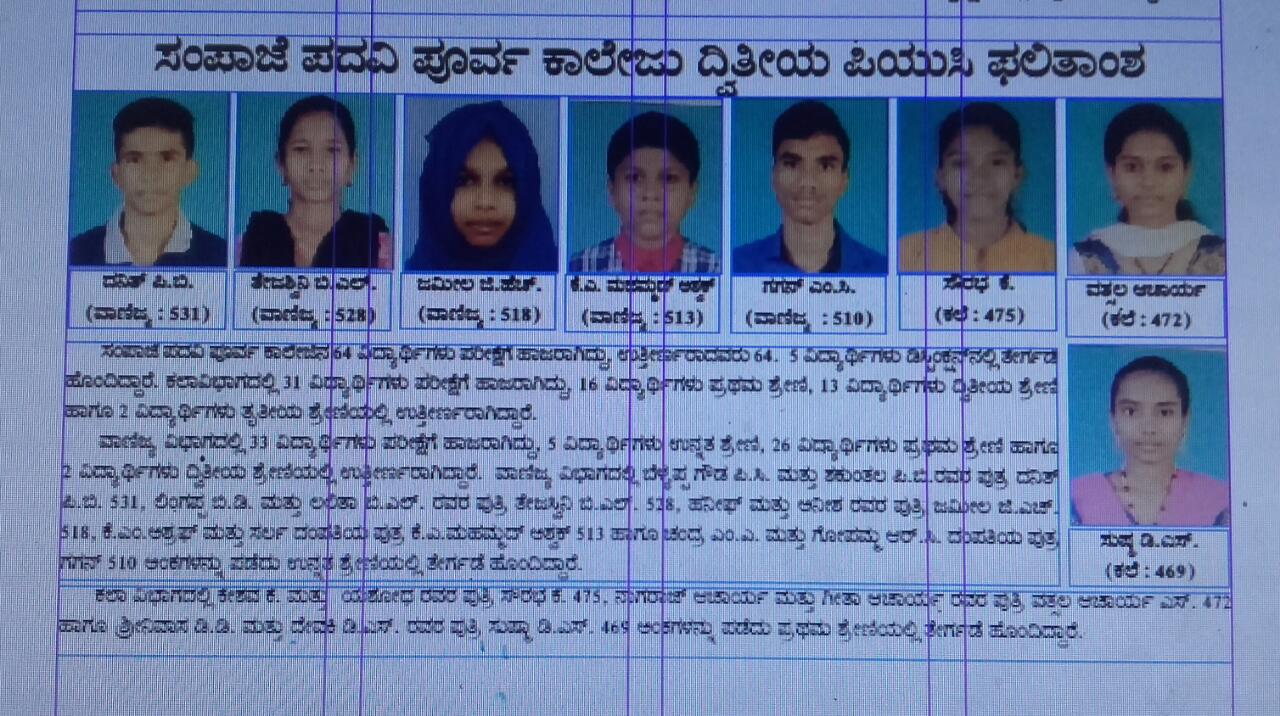 ಸಂಪಾಜೆ ಪದವಿ ಪೂರ್ವ ಕಾಲೇಜು ದ್ವಿತೀಯ ಪಿಯುಸಿ ಫಲಿತಾಂಶ
ದನಿತ್ ಪಿ.ಬಿ. ತೇಜಸ್ವಿನಿ ಬಿ.ಎಲ್. ಜಮೀಲ ಜಿ.ಹೆಚ್. ಕೆ.ಎ. ಮಹಮ್ಮದ್ ಅಶ್ವಕ್ ಗಗನ್ ಎಂ.ಸಿ. ಸೌರಭ ಕೆ. ವತ್ಸಲ ಆಚಾರ್ಯ
(ವಾಣಿಜ್ಯ : 531) (ವಾಣಿಜ್ಯ : 528) (ವಾಣಿಜ್ಯ : 518) (ವಾಣಿಜ್ಯ : 513) (ವಾಣಿಜ್ಯ : 510) (ಕಲೆ : 475) (ಕಲೆ : 472)
ಸಂಪಾಜೆ ಪದವಿ ಪೂರ್ವ ಕಾಲೇಜಿನ 64 ವಿದ್ಯಾರ್ಥಿಗಳು ಪರೀಕ್ಷೆಗೆ ಹಾಜರಾಗಿದ್ದು, ಉತ್ತೀರ್ಣರಾದವರು 64. 5 ವಿದ್ಯಾರ್ಥಿಗಳು ಡಿಸ್ಟಿಂಕ್ಷನ್‌ನಲ್ಲಿ ತೇರ್ಗಡೆ
ಹೊಂದಿದ್ದಾರೆ. ಕಲಾವಿಭಾಗದಲ್ಲಿ 31 ವಿದ್ಯಾರ್ಥಿಗಳು ಪರೀಕ್ಷೆಗೆ ಹಾಜರಾಗಿದ್ದು, 16 ವಿದ್ಯಾರ್ಥಿಗಳು ಪ್ರಥಮ ಶ್ರೇಣಿ, 13 ವಿದ್ಯಾರ್ಥಿಗಳು ದ್ವಿತೀಯ ಶ್ರೇಣಿ
ಹಾಗೂ 2 ವಿದ್ಯಾರ್ಥಿಗಳು ತೃತೀಯ ಶ್ರೇಣಿಯಲ್ಲಿ ಉತ್ತೀರ್ಣರಾಗಿದ್ದಾರೆ.
ವಾಣಿಜ್ಯ ವಿಭಾಗದಲ್ಲಿ 33 ವಿದ್ಯಾರ್ಥಿಗಳು ಪರೀಕ್ಷೆಗೆ ಹಾಜರಾಗಿದ್ದು, 5 ವಿದ್ಯಾರ್ಥಿಗಳು ಉನ್ನತ ಶ್ರೇಣಿ, 26 ವಿದ್ಯಾರ್ಥಿಗಳು ಪ್ರಥಮ ಶ್ರೇಣಿ ಹಾಗೂ
2 ವಿದ್ಯಾರ್ಥಿಗಳು ದ್ವಿತೀಯ ಶ್ರೇಣಿಯಲ್ಲಿ ಉತ್ತೀರ್ಣರಾಗಿದ್ದಾರೆ. ವಾಣಿಜ್ಯ ವಿಭಾಗದಲ್ಲಿ ಬೆಳ್ಯಪ್ಪ ಗೌಡ ಪಿ.ಸಿ. ಮತ್ತು ಶಕುಂತಲ ಪಿ.ಬಿ.ರವರ ಪುತ್ರ ದನಿತ್
ಪಿ.ಬಿ. 531, ಲಿಂಗಪ್ಪ ಬಿ.ಡಿ. ಮತ್ತು ಲಲಿತಾ ಬಿ.ಎಲ್. ರವರ ಪುತ್ರಿ ತೇಜಸ್ವಿನಿ ಬಿ.ಎಲ್. 528, ಹನೀಫ್ ಮತ್ತು ಆನೀಶ ರವರ ಪುತ್ರಿ ಜಮೀಲ ಜಿ.ಎಚ್.
518, ಕೆ.ಎಂ.ಅಶ್ರಫ್ ಮತ್ತು ಸರ್ಲ ದಂಪತಿಯ ಪುತ್ರ ಕೆ.ಎ.ಮಹಮ್ಮದ್ ಅಶ್ವಕ್ 513 ಹಾಗೂ ಚಂದ್ರ ಎಂ.ಎ. ಮತ್ತು ಗೋಪಮ್ಮ ಆರ್.ಸಿ. ದಂಪತಿಯ ಪುತ್ರ
ಗಗನ್ 510 ಅಂಕಗಳನ್ನು ಪಡೆದು ಉನ್ನತ ಶ್ರೇಣಿಯಲ್ಲಿ ತೇರ್ಗಡೆ ಹೊಂದಿದ್ದಾರೆ.
ಸುಷ್ಮ ಡಿ.ಎಸ್.
(ಕಲೆ : 469)
ಕಲಾ ವಿಭಾಗದಲ್ಲಿ ಕೇಶವ ಕೆ. ಮತ್ತು ಯಶೋದ ರವರ ಪುತ್ರಿ ಸೌರಭ ಕೆ. 475, ನಾಗರಾಜ್ ಆಚಾರ್ಯ ಮತ್ತು ಗೀತಾ ಆಚಾರ್ಯ ರವರ ಪುತ್ರಿ ವತ್ಸಲ ಆಚಾರ್ಯ ಎಸ್. 472
ಹಾಗೂ ಶ್ರೀನಿವಾಸ ಡಿ.ಡಿ. ಮತ್ತು ದೇವಕಿ ಡಿ.ಎಸ್. ರವರ ಪುತ್ರಿ ಸುಷ್ಮಾ ಡಿ.ಎಸ್. 469 ಅಂಕಗಳನ್ನು ಪಡೆದು ಪ್ರಥಮ ಶ್ರೇಣಿಯಲ್ಲಿ ತೇರ್ಗಡೆ ಹೊಂದಿದ್ದಾರೆ.